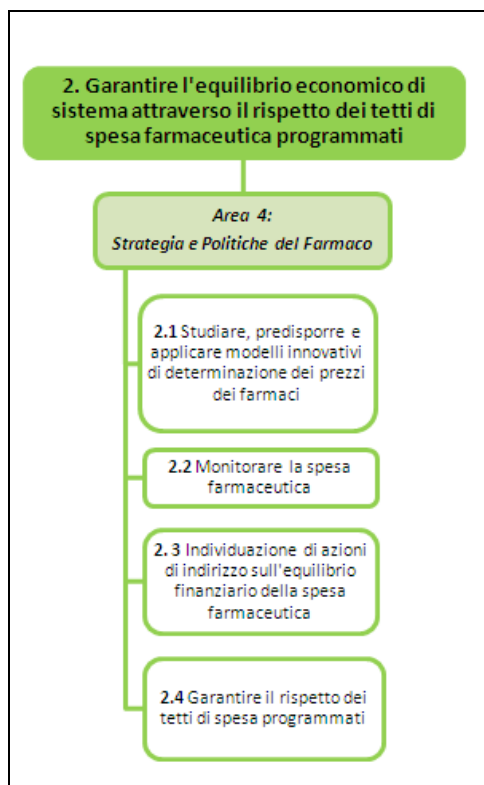 2. Garantire l'equilibrio economico di
sistema attraverso il rispetto dei tetti di
spesa farmaceutica programmati
Area 4:
Strategia e Politiche del Farmaco
2.1 Studiare, predisporre e
applicare modelli innovativi
di determinazione dei prezzi
dei farmaci
2.2 Monitorare la spesa
farmaceutica
2. 3 Individuazione di azioni
di indirizzo sull'equilibrio
finanziario della spesa
farmaceutica
2.4 Garantire il rispetto dei
tetti di spesa programmati